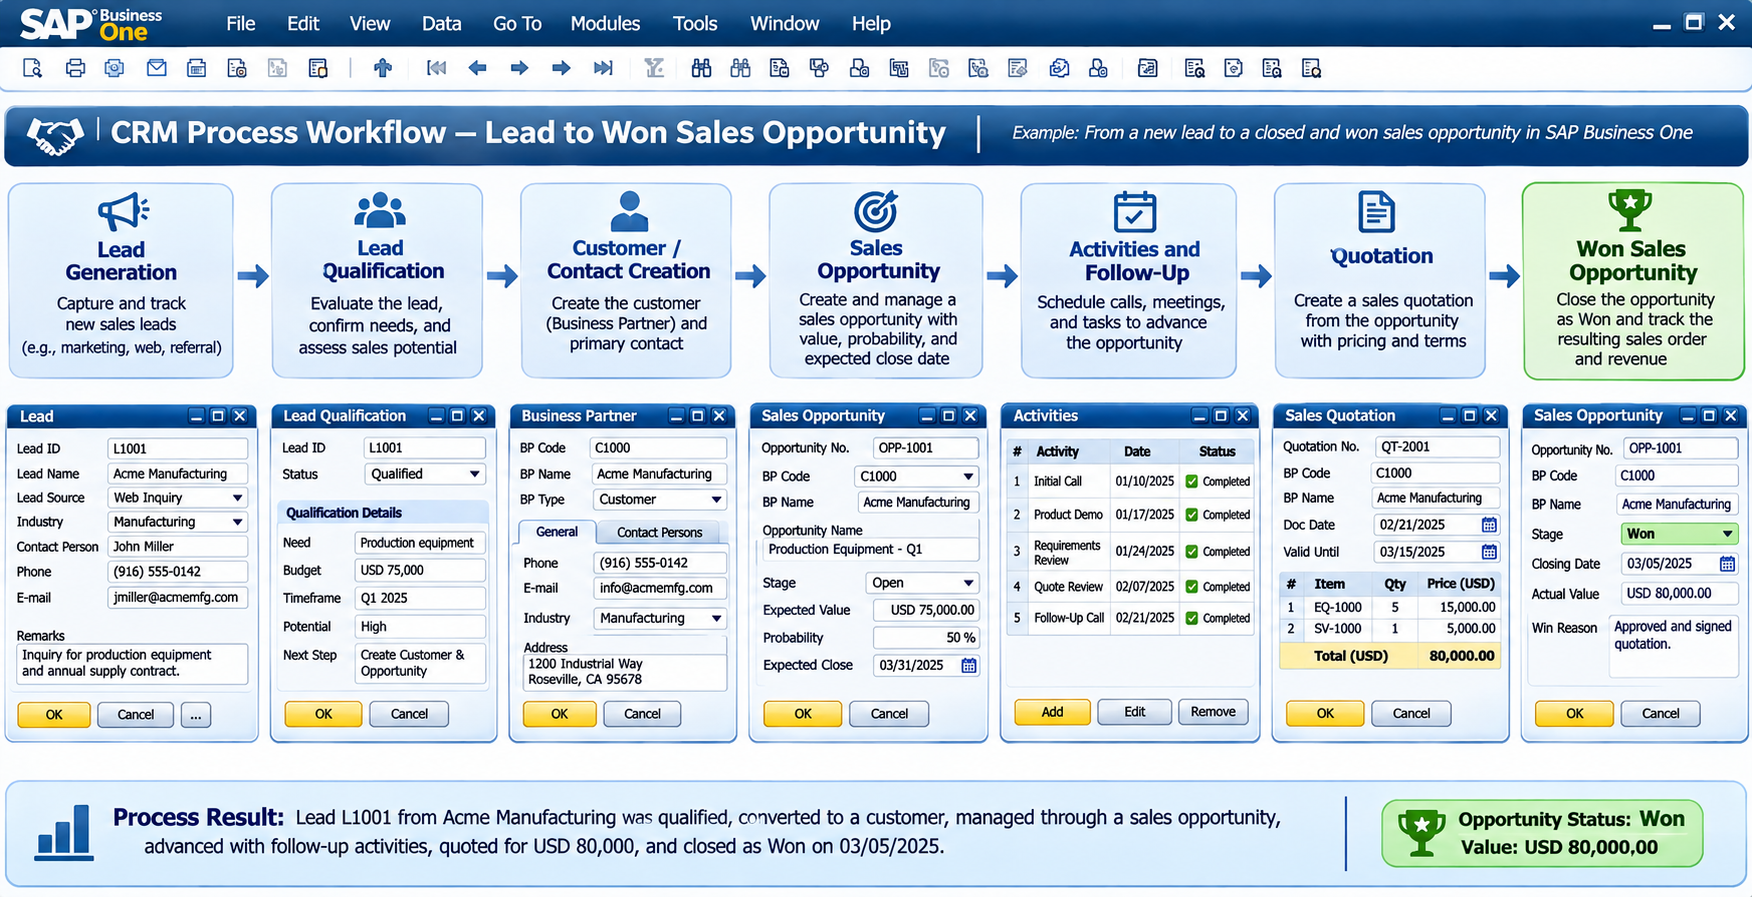 SAP Business One
File Edit View Data Go To Modules Tools Window Help
CRM Process Workflow – Lead to Won Sales Opportunity
Example: From a new lead to a closed and won sales opportunity in SAP Business One
Lead
Generation
Capture and track
new sales leads
(e.g., marketing, web, referral)
Lead
Qualification
Evaluate the lead,
confirm needs, and
assess sales potential
Customer /
Contact Creation
Create the customer
(Business Partner) and
primary contact
Sales
Opportunity
Create and manage a
sales opportunity with
value, probability, and
expected close date
Activities and
Follow-Up
Schedule calls, meetings,
and tasks to advance
the opportunity
Quotation
Create a sales quotation
from the opportunity
with pricing and terms
Won Sales
Opportunity
Close the opportunity
as Won and track the
resulting sales order
and revenue
Lead
Lead ID L1001
Lead Name Acme Manufacturing
Lead Source Web Inquiry
Industry Manufacturing
Contact Person John Miller
Phone (916) 555-0142
E-mail jmiller@acmemfg.com
Remarks
Inquiry for production equipment
and annual supply contract.
OK Cancel ...
Lead Qualification
Lead ID L1001
Status Qualified
Qualification Details
Need Production equipment
Budget USD 75,000
Timeframe Q1 2025
Potential High
Next Step Create Customer &
Opportunity
OK Cancel
Business Partner
BP Code C1000
BP Name Acme Manufacturing
BP Type Customer
General Contact Persons
Phone (916) 555-0142
E-mail info@acmemfg.com
Industry Manufacturing
Address
1200 Industrial Way
Roseville, CA 95678
OK Cancel
Sales Opportunity
Opportunity No. OPP-1001
BP Code C1000
BP Name Acme Manufacturing
Opportunity Name
Production Equipment - Q1
Stage Open
Expected Value USD 75,000.00
Probability 50 %
Expected Close 03/31/2025
OK Cancel
Activities
# Activity Date Status
1 Initial Call 01/10/2025 Completed
2 Product Demo 01/17/2025 Completed
3 Requirements Review 01/24/2025 Completed
4 Quote Review 02/07/2025 Completed
5 Follow-Up Call 02/21/2025 Completed
Add Edit Remove
Sales Quotation
Quotation No. QT-2001
BP Code C1000
BP Name Acme Manufacturing
Doc Date 02/21/2025
Valid Until 03/15/2025
# Item Qty Price (USD)
1 EQ-1000 5 15,000.00
2 SV-1000 1 5,000.00
Total (USD) 80,000.00
OK Cancel
Sales Opportunity
Opportunity No. OPP-1001
BP Code C1000
BP Name Acme Manufacturing
Stage Won
Closing Date 03/05/2025
Actual Value USD 80,000.00
Win Reason Approved and signed
quotation.
OK Cancel
Process Result: Lead L1001 from Acme Manufacturing was qualified, converted to a customer, managed through a sales opportunity,
advanced with follow-up activities, quoted for USD 80,000, and closed as Won on 03/05/2025.
Opportunity Status: Won
Value: USD 80,000,00